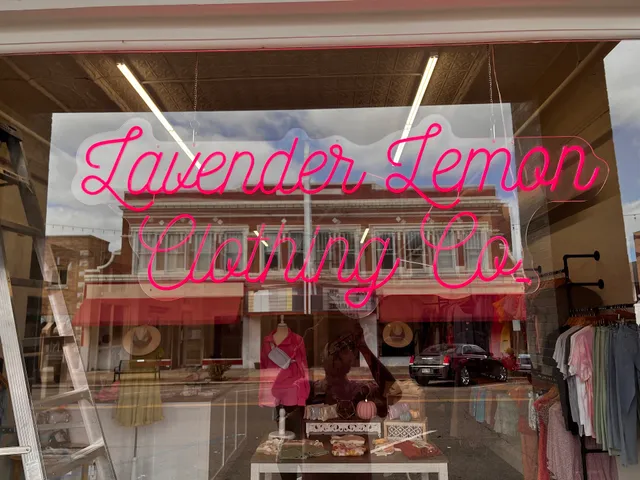 Lavender Lemon
Clothing Co.